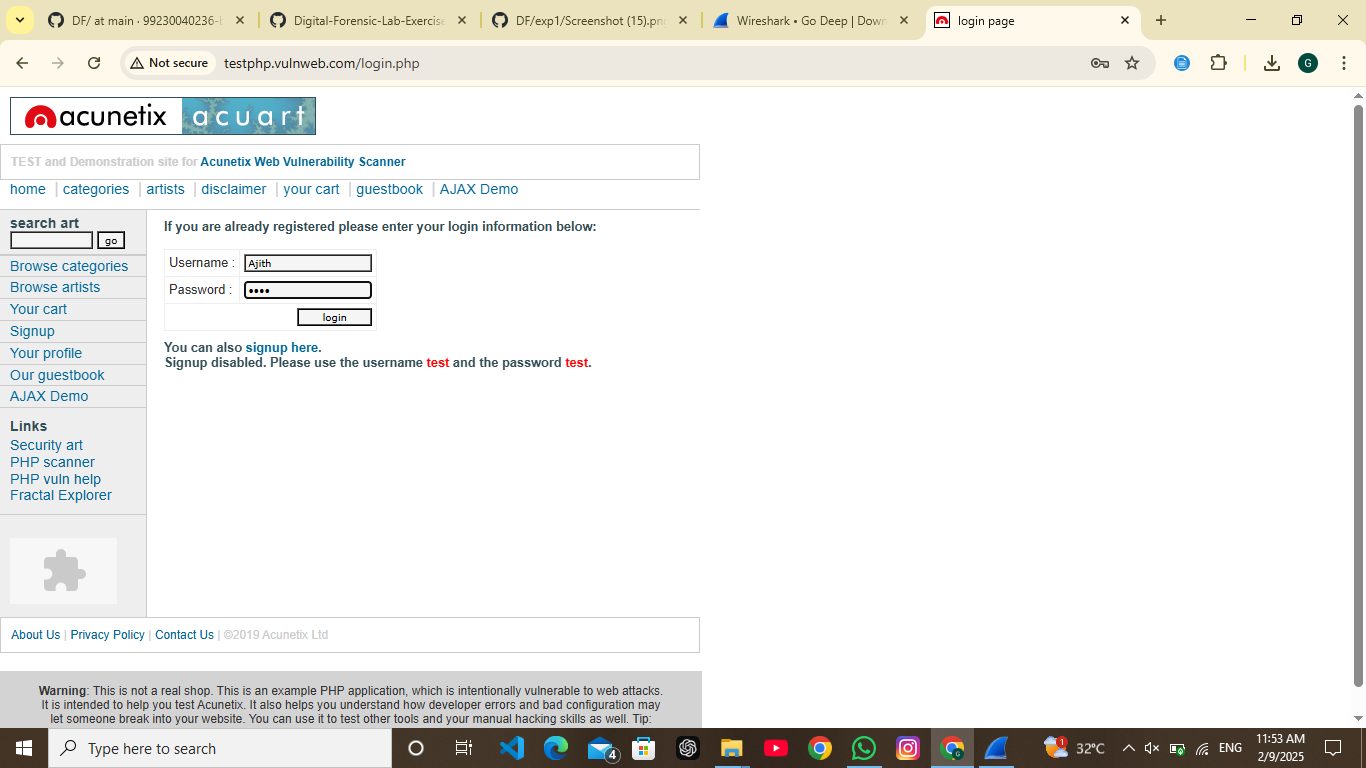 DF/ at main · 99230040236-b
Digital-Forensic-Lab-Exercise
DF/exp1/Screenshot (15).png
Wireshark • Go Deep | Down
login page
Not secure
testphp.vulnweb.com/login.php
G
acunetix acuart
TEST and Demonstration site for Acunetix Web Vulnerability Scanner
home | categories | artists | disclaimer | your cart | guestbook | AJAX Demo
search art
go
Browse categories
Browse artists
Your cart
Signup
Your profile
Our guestbook
AJAX Demo
Links
Security art
PHP scanner
PHP vuln help
Fractal Explorer
If you are already registered please enter your login information below:
Username : Ajith
Password : ••••
login
You can also signup here.
Signup disabled. Please use the username test and the password test.
About Us | Privacy Policy | Contact Us | ©2019 Acunetix Ltd
Warning: This is not a real shop. This is an example PHP application, which is intentionally vulnerable to web attacks.
It is intended to help you test Acunetix. It also helps you understand how developer errors and bad configuration may
let someone break into your website. You can use it to test other tools and your manual hacking skills as well. Tip:
Type here to search
4
G
1
32°C
ENG
11:53 AM
2/9/2025